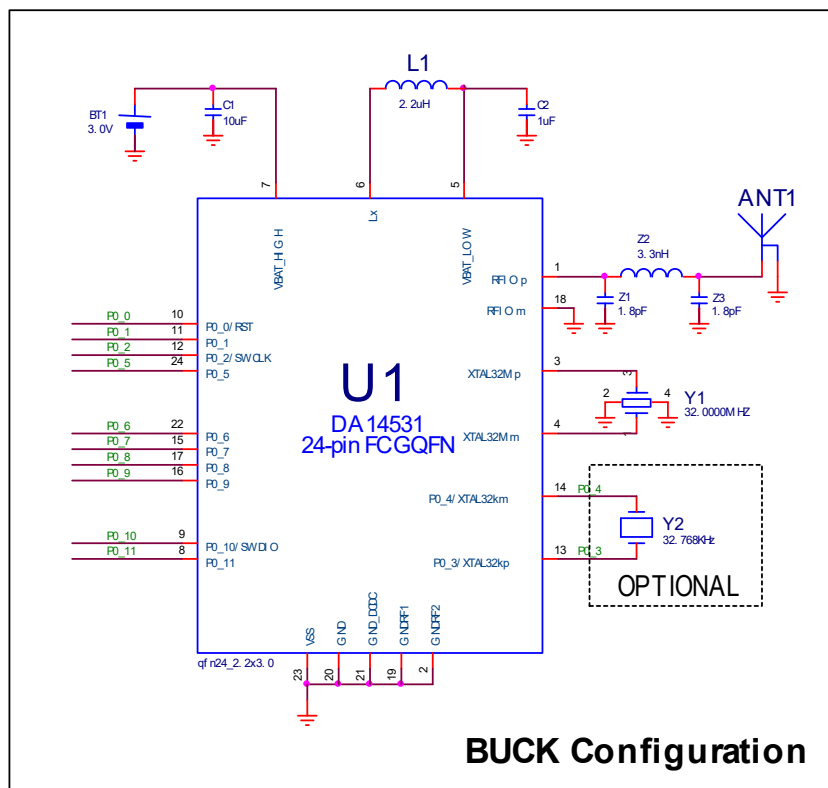 L1
2.2uH
BT1
3.0V
C1
10uF
C2
1uF
7
6
5
VBAT_HIGH
Lx
VBAT_LOW
ANT1
Z2
3.3nH
1
RFIOp
Z1
1.8pF
Z3
1.8pF
18
RFIOm
P0_0
10
P0_0/RST
P0_1
11
P0_1
P0_2
12
P0_2/SWCLK
P0_5
24
P0_5
U1
DA14531
24-pin FCGQFN
3
XTAL32Mp
3
2
4
Y1
32.0000MHZ
1
4
XTAL32Mm
P0_6
22
P0_6
P0_7
15
P0_7
P0_8
17
P0_8
P0_9
16
P0_9
14
P0_4
P0_4/XTAL32km
Y2
32.768KHz
13
P0_3
P0_3/XTAL32kp
OPTIONAL
P0_10
9
P0_10/SWDIO
P0_11
8
P0_11
VSS
GND
GND_DCDC
GNDRF1
GNDRF2
qfn24_2.2x3.0
23
20
21
19
2
BUCK Configuration